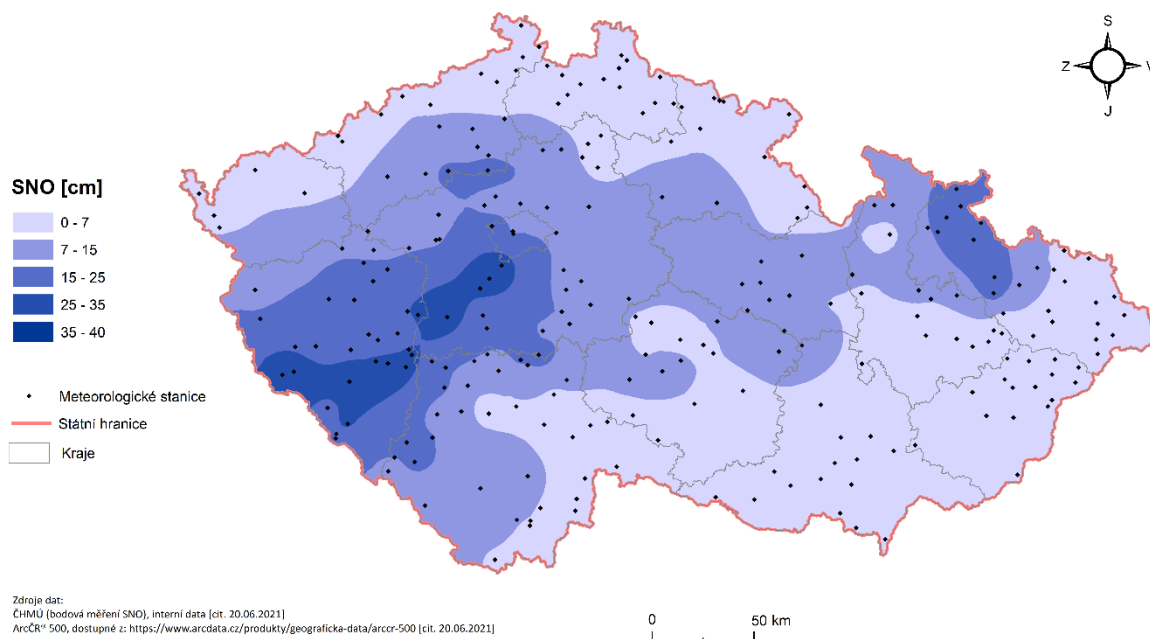 S
Z
V
J
SNO [cm]
0 - 7
7 - 15
15 - 25
25 - 35
35 - 40
Meteorologické stanice
Státní hranice
Kraje
Zdroje dat:
ČHMÚ (bodová měření SNO), interní data [cit. 20.06.2021]
ArcČR 500, dostupné z: https://www.arcdata.cz/produkty/geograficka-data/arccr-500 [cit. 20.06.2021]
0 50 km